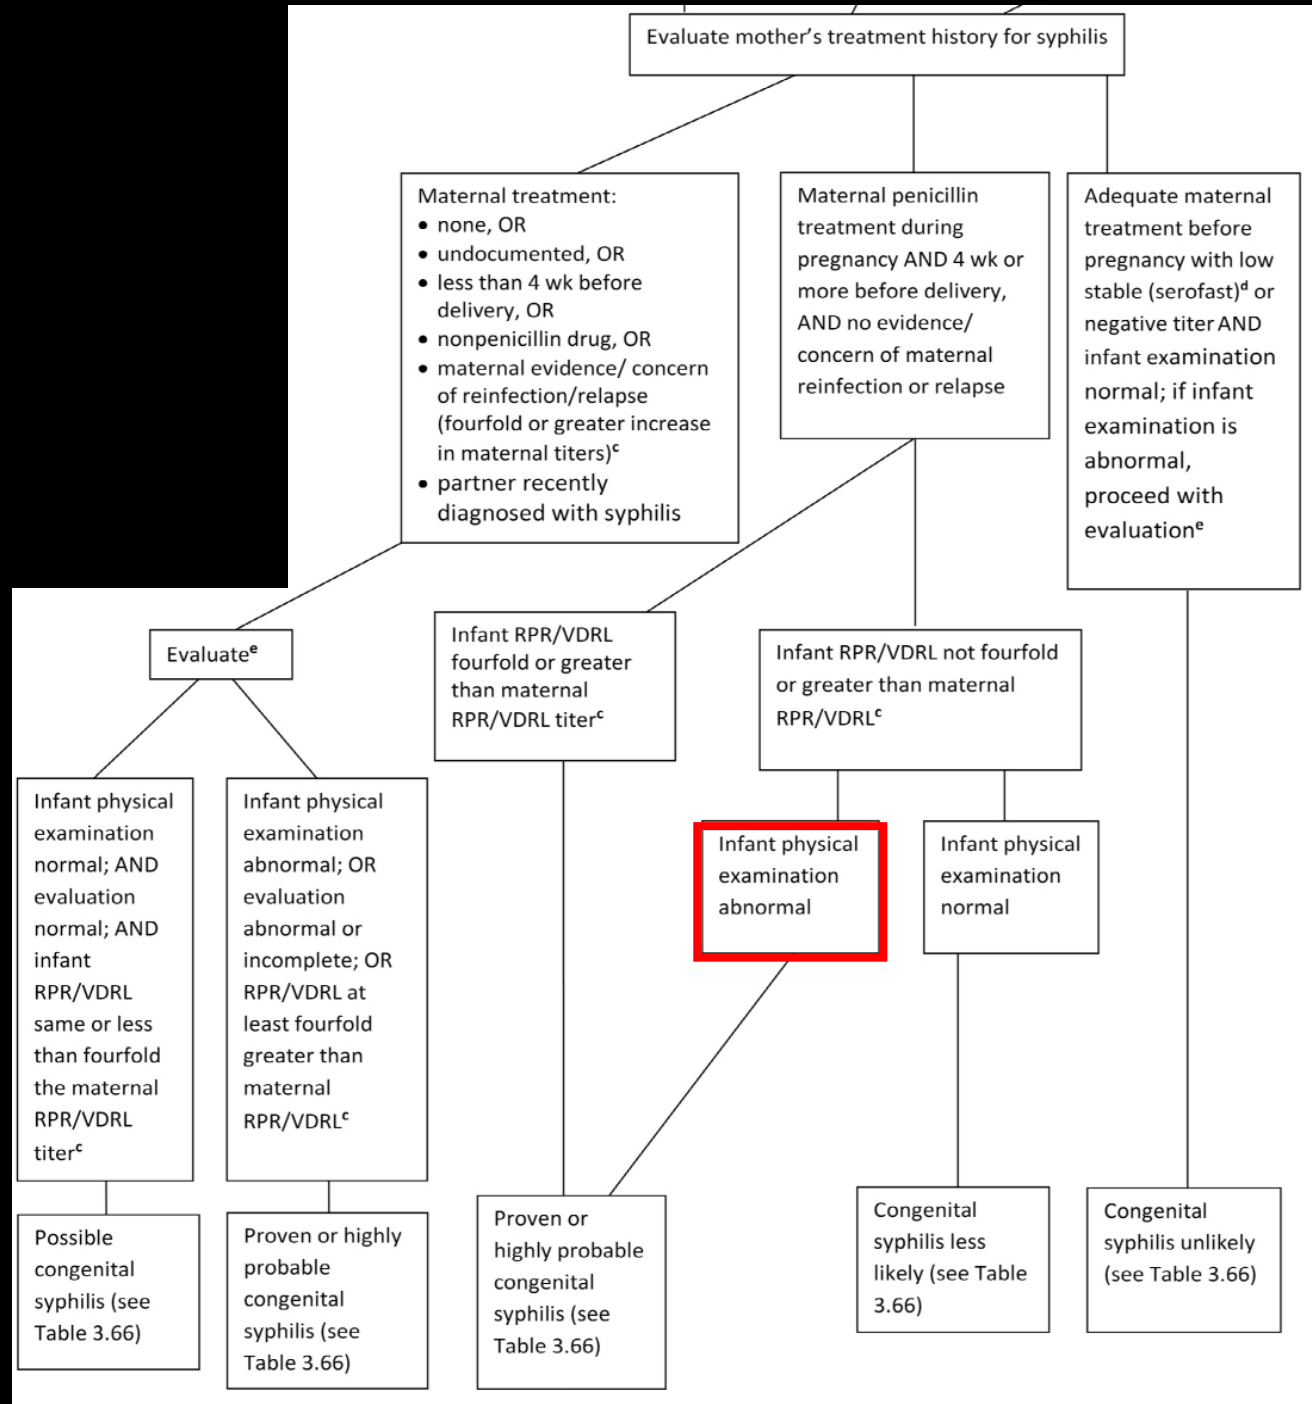 Evaluate mother’s treatment history for syphilis
Maternal treatment:
• none, OR
• undocumented, OR
• less than 4 wk before
delivery, OR
• nonpenicillin drug, OR
• maternal evidence/ concern
of reinfection/relapse
(fourfold or greater increase
in maternal titers)ᶜ
• partner recently
diagnosed with syphilis
Maternal penicillin
treatment during
pregnancy AND 4 wk or
more before delivery,
AND no evidence/
concern of maternal
reinfection or relapse
Adequate maternal
treatment before
pregnancy with low
stable (serofast)ᵈ or
negative titer AND
infant examination
normal; if infant
examination is
abnormal,
proceed with
evaluationᵉ
Evaluateᵉ
Infant RPR/VDRL
fourfold or greater
than maternal
RPR/VDRL titerᶜ
Infant RPR/VDRL not fourfold
or greater than maternal
RPR/VDRLᶜ
Infant physical
examination
normal; AND
evaluation
normal; AND
infant
RPR/VDRL
same or less
than fourfold
the maternal
RPR/VDRL
titerᶜ
Infant physical
examination
abnormal; OR
evaluation
abnormal or
incomplete; OR
RPR/VDRL at
least fourfold
greater than
maternal
RPR/VDRLᶜ
Infant physical
examination
abnormal
Infant physical
examination
normal
Possible
congenital
syphilis (see
Table 3.66)
Proven or highly
probable
congenital
syphilis (see
Table 3.66)
Proven or
highly probable
congenital
syphilis (see
Table 3.66)
Congenital
syphilis less
likely (see Table
3.66)
Congenital
syphilis unlikely
(see Table 3.66)